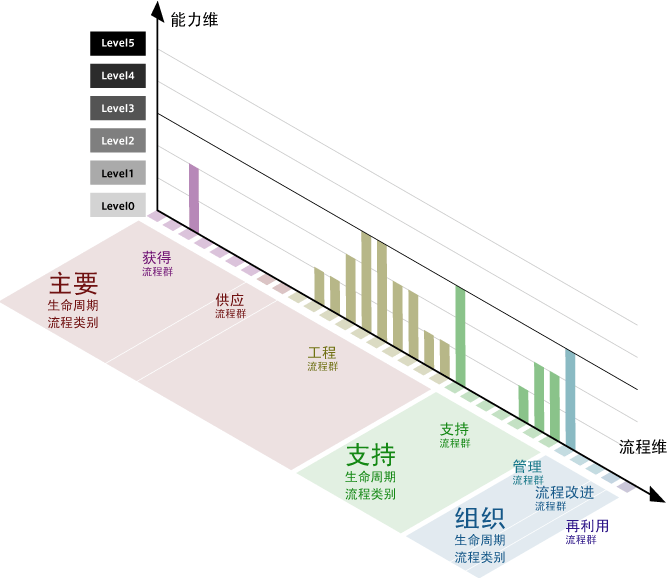 能力维
Level5
Level4
Level3
Level2
Level1
Level0
获得
流程群
主要
生命周期
流程类别
供应
流程群
工程
流程群
支持
流程群
流程维
支持
生命周期
流程类别
管理
流程群
流程改进
流程群
组织
生命周期
流程类别
再利用
流程群